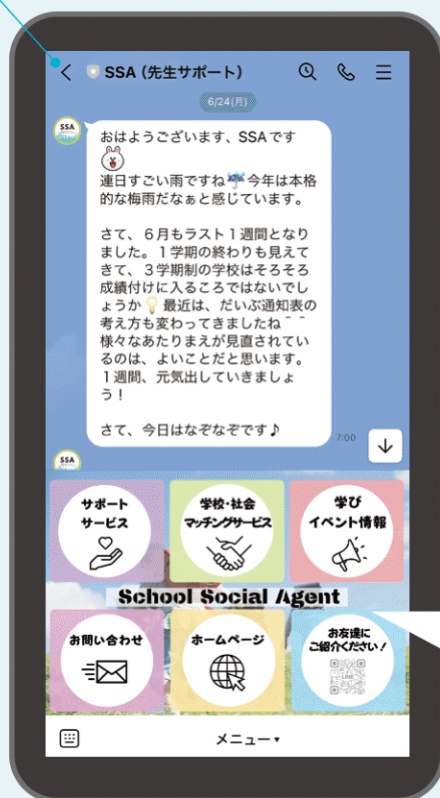 SSA（先生サポート）
6/24(月)
SSA
おはようございます、SSAです
連日すごい雨ですね☔今年は本格
的な梅雨だなぁと感じています。
さて、６月もラスト１週間となり
ました。１学期の終わりも見えて
きて、３学期制の学校はそろそろ
成績付けに入るころではないでし
ょうか💡最近は、だいぶ通知表の
考え方も変わってきましたね＾＾
様々なあたりまえが見直されてい
るのは、よいことだと思います。
１週間、元気出していきましょ
う！
さて、今日はなぞなぞです♪
7:00
SSA
サポート
サービス
学校・社会
マッチングサービス
学び
イベント情報
School Social Agent
お問い合わせ
ホームページ
お友達に
ご紹介ください！
LINE
メニュー▾